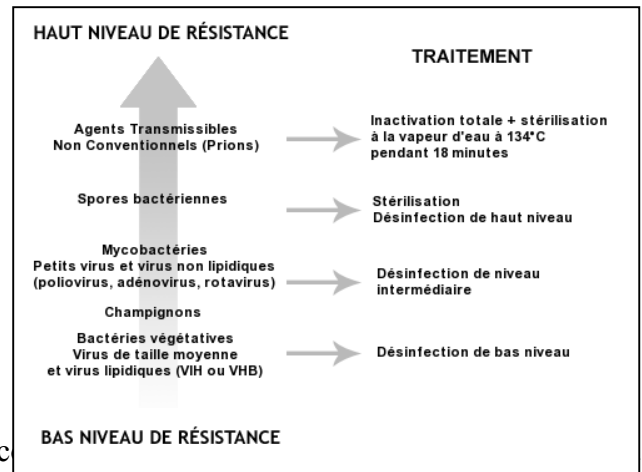 HAUT NIVEAU DE RÉSISTANCE
TRAITEMENT
Agents Transmissibles
Non Conventionnels (Prions)
Inactivation totale + stérilisation
à la vapeur d'eau à 134°C
pendant 18 minutes
Spores bactériennes
Stérilisation
Désinfection de haut niveau
Mycobactéries
Petits virus et virus non lipidiques
(poliovirus, adénovirus, rotavirus)
Désinfection de niveau
intermédiaire
Champignons
Bactéries végétatives
Virus de taille moyenne
et virus lipidiques (VIH ou VHB)
Désinfection de bas niveau
BAS NIVEAU DE RÉSISTANCE